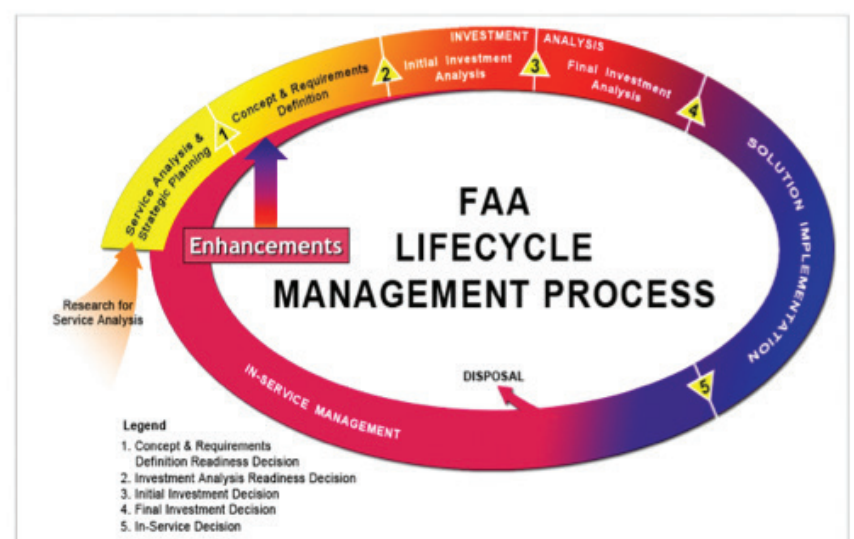 INVESTMENT ANALYSIS
Initial Investment
Analysis
Final Investment
Analysis
2
3
4
Concept & Requirements
Definition
1
Service Analysis &
Strategic Planning
SOLUTION IMPLEMENTATION
FAA
LIFECYCLE
MANAGEMENT PROCESS
Enhancements
Research for
Service Analysis
DISPOSAL
5
IN-SERVICE MANAGEMENT
Legend
1. Concept & Requirements
Definition Readiness Decision
2. Investment Analysis Readiness Decision
3. Initial Investment Decision
4. Final Investment Decision
5. In-Service Decision